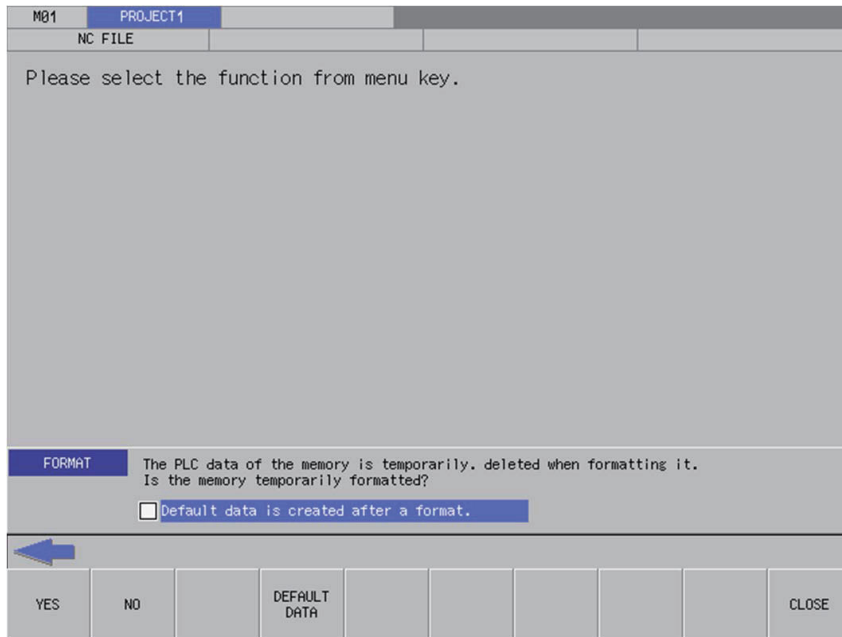 M01 PROJECT1
NC FILE
Please select the function from menu key.
FORMAT
The PLC data of the memory is temporarily. deleted when formatting it.
Is the memory temporarily formatted?
Default data is created after a format.
YES NO DEFAULT DATA CLOSE